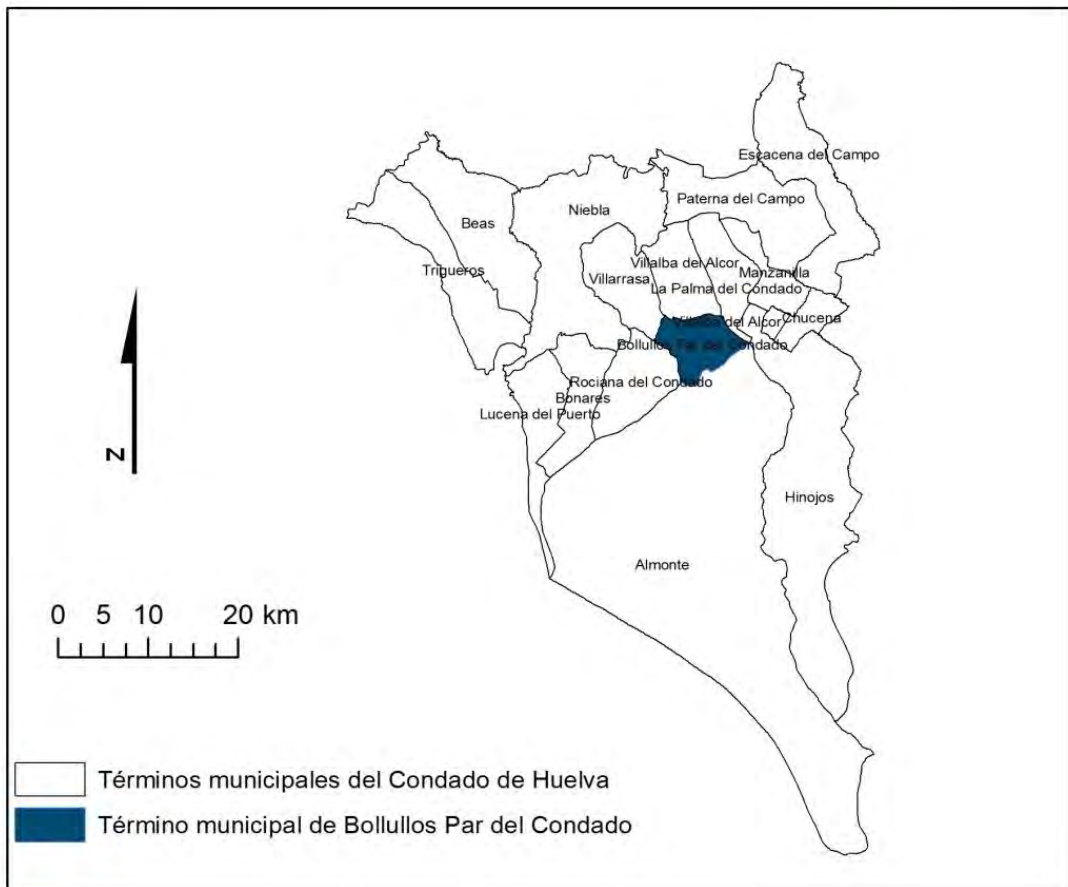 Escacena del Campo
Paterna del Campo
Niebla
Beas
Villalba del Alcor
Trigueros
Villarrasa
Manzanilla
La Palma del Condado
Villalba del Alcor
Chucena
Bollullos Par del Condado
Rociana del Condado
Bonares
Lucena del Puerto
N
Hinojos
Almonte
0 5 10 20 km
Términos municipales del Condado de Huelva
Término municipal de Bollullos Par del Condado